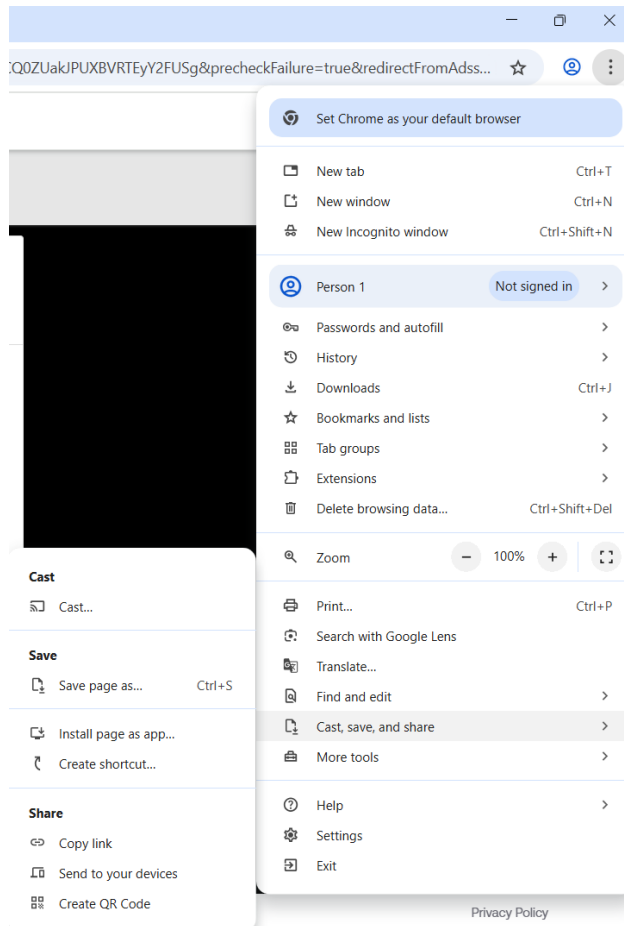 CQ0ZUakJPUXBVRTEyY2FUSg&precheckFailure=true&redirectFromAdss...
Set Chrome as your default browser
New tab Ctrl+T
New window Ctrl+N
New Incognito window Ctrl+Shift+N
Person 1 Not signed in
Passwords and autofill
History
Downloads Ctrl+J
Bookmarks and lists
Tab groups
Extensions
Delete browsing data... Ctrl+Shift+Del
Zoom 100%
Print... Ctrl+P
Search with Google Lens
Translate...
Find and edit
Cast, save, and share
More tools
Help
Settings
Exit
Cast
Cast...
Save
Save page as... Ctrl+S
Install page as app...
Create shortcut...
Share
Copy link
Send to your devices
Create QR Code
Privacy Policy